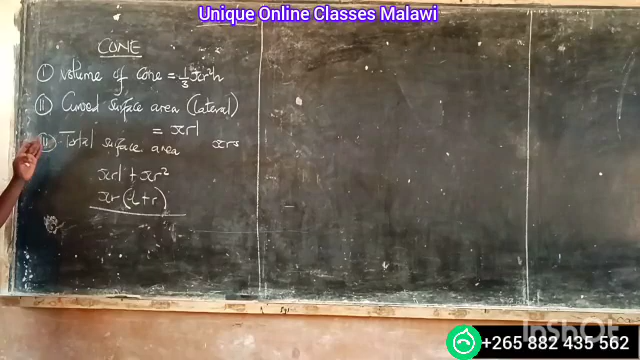 Unique Online Classes Malawi
CONE
(i) Volume of Cone = 1/3 πr²h
(ii) Curved surface area (lateral)
= πrl
(iii) Total surface area πr²
πrl + πr²
πr(l+r)
InShOt
+265 882 435 562